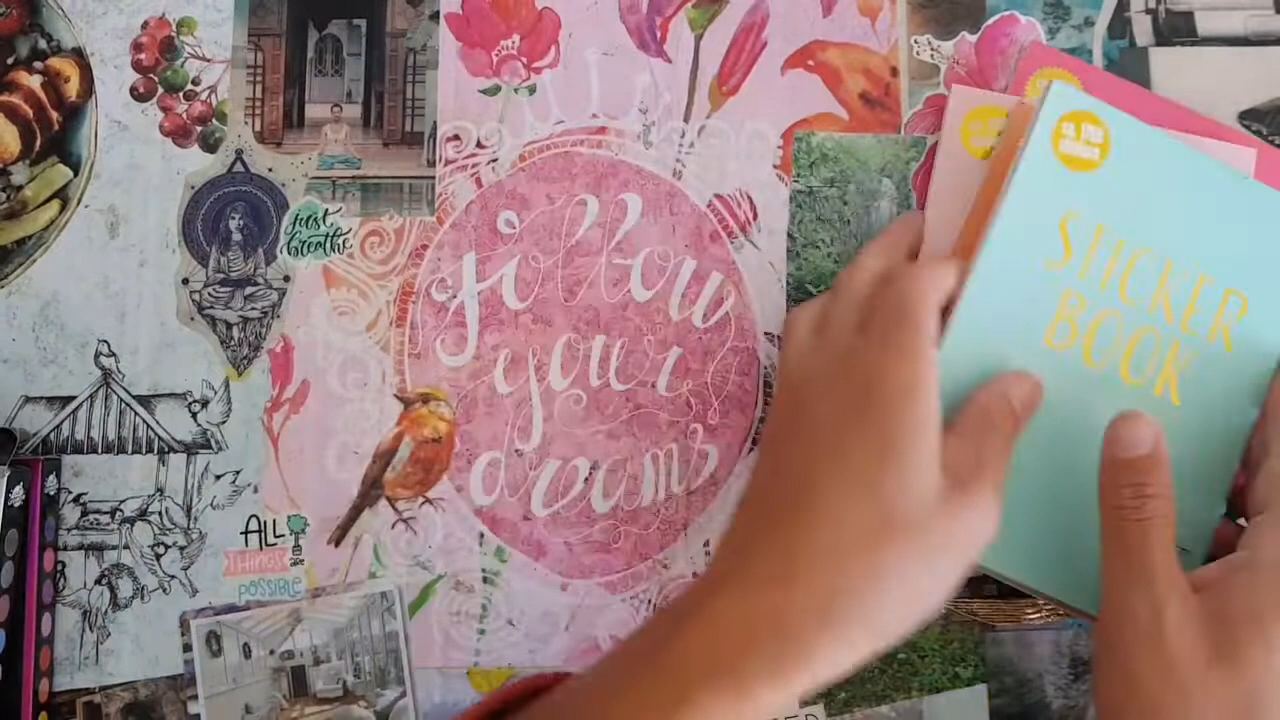 just
breathe
follow
your
dreams
STICKER
BOOK
ALL
THINGS are
POSSIBLE